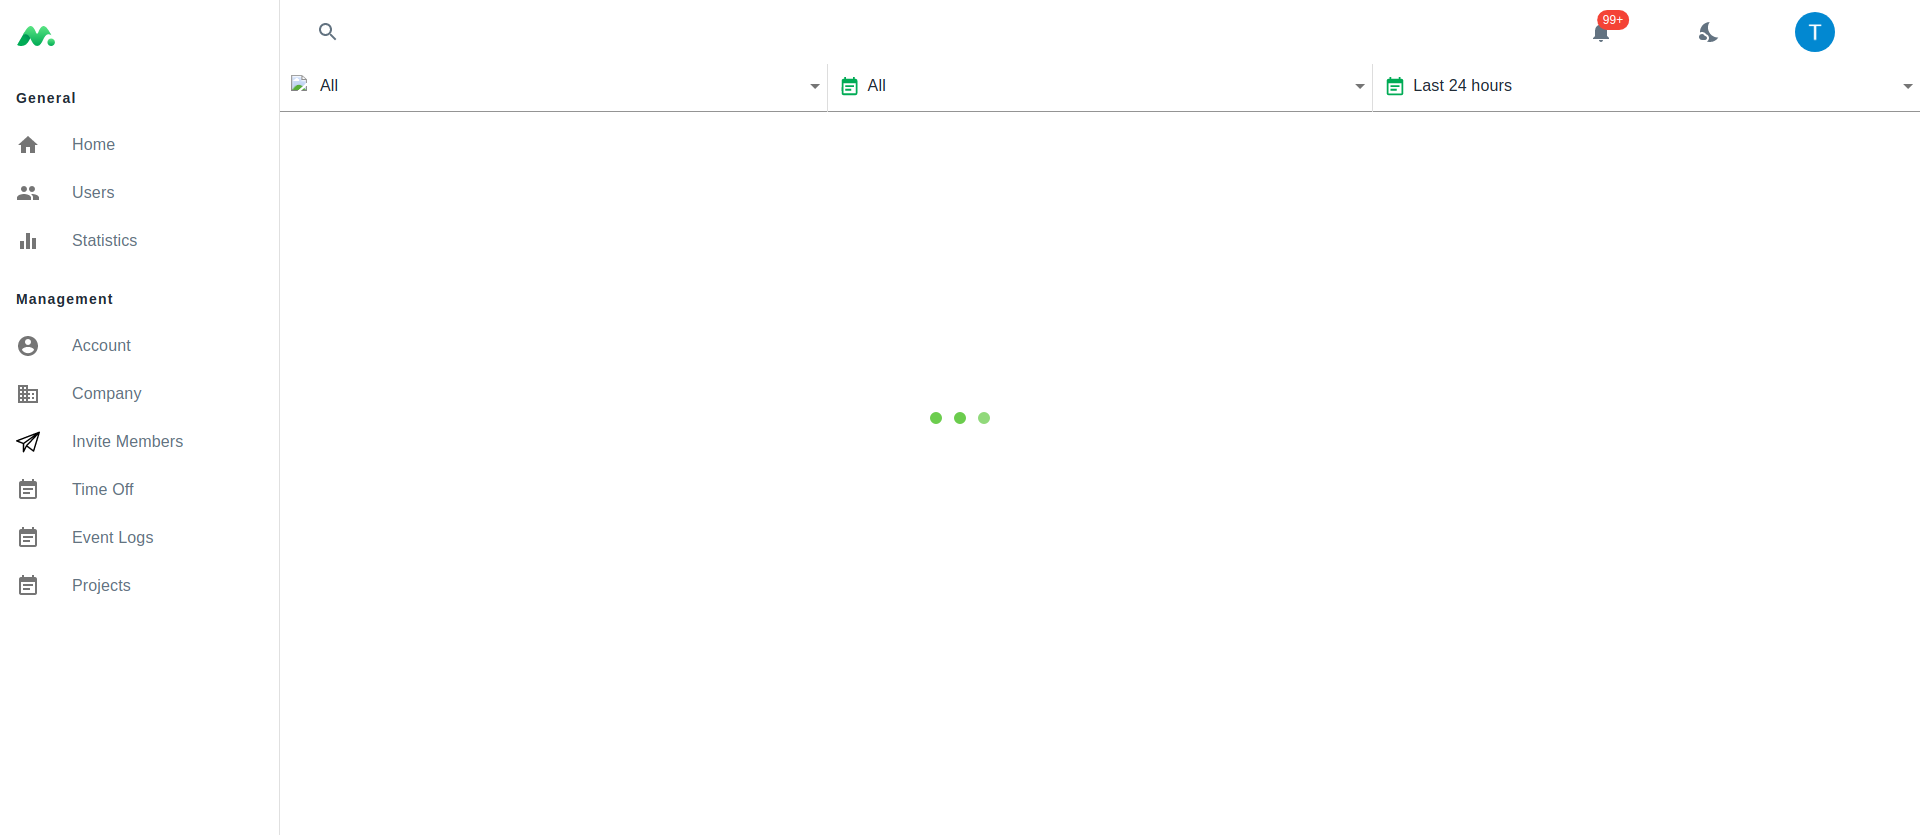 99+
T
General
All
All
Last 24 hours
Home
Users
Statistics
Management
Account
Company
Invite Members
Time Off
Event Logs
Projects